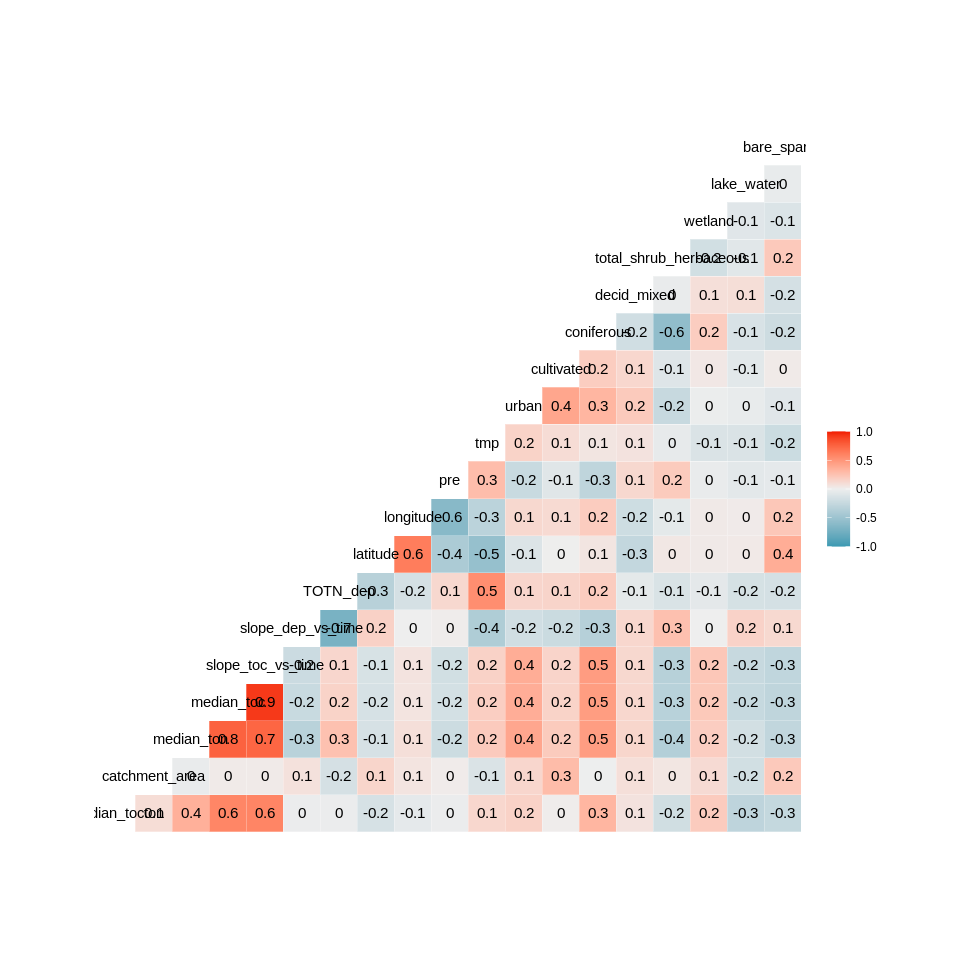 bare_spar
lake_water 0
wetland -0.1 -0.1
total_shrub_herbaceous -0.2 -0.1 0.2
decid_mixed 0 0.1 0.1 -0.2
coniferous -0.2 -0.6 0.2 -0.1 -0.2
cultivated 0.2 0.1 -0.1 0 -0.1 0
urban 0.4 0.3 0.2 -0.2 0 0 -0.1
tmp 0.2 0.1 0.1 0.1 0 -0.1 -0.1 -0.2
pre 0.3 -0.2 -0.1 -0.3 0.1 0.2 0 -0.1 -0.1
longitude -0.6 -0.3 0.1 0.1 0.2 -0.2 -0.1 0 0 0.2
latitude 0.6 -0.4 -0.5 -0.1 0 0.1 -0.3 0 0 0 0.4
TOTN_dep -0.3 -0.2 0.1 0.5 0.1 0.1 0.2 -0.1 -0.1 -0.1 -0.2 -0.2
slope_dep_vs_time -0.7 0.2 0 0 -0.4 -0.2 -0.2 -0.3 0.1 0.3 0 0.2 0.1
slope_toc_vs_time -0.2 0.1 -0.1 0.1 -0.2 0.2 0.4 0.2 0.5 0.1 -0.3 0.2 -0.2 -0.3
median_toc 0.9 -0.2 0.2 -0.2 0.1 -0.2 0.2 0.4 0.2 0.5 0.1 -0.3 0.2 -0.2 -0.3
median_ton 0.8 0.7 -0.3 0.3 -0.1 0.1 -0.2 0.2 0.4 0.2 0.5 0.1 -0.4 0.2 -0.2 -0.3
catchment_area 0 0 0 0.1 -0.2 0.1 0.1 0 -0.1 0.1 0.3 0 0.1 0 0.1 -0.2 0.2
dian_tocton 0.1 0.4 0.6 0.6 0 0 -0.2 -0.1 0 0.1 0.2 0 0.3 0.1 -0.2 0.2 -0.3 -0.3
1.0
0.5
0.0
-0.5
-1.0